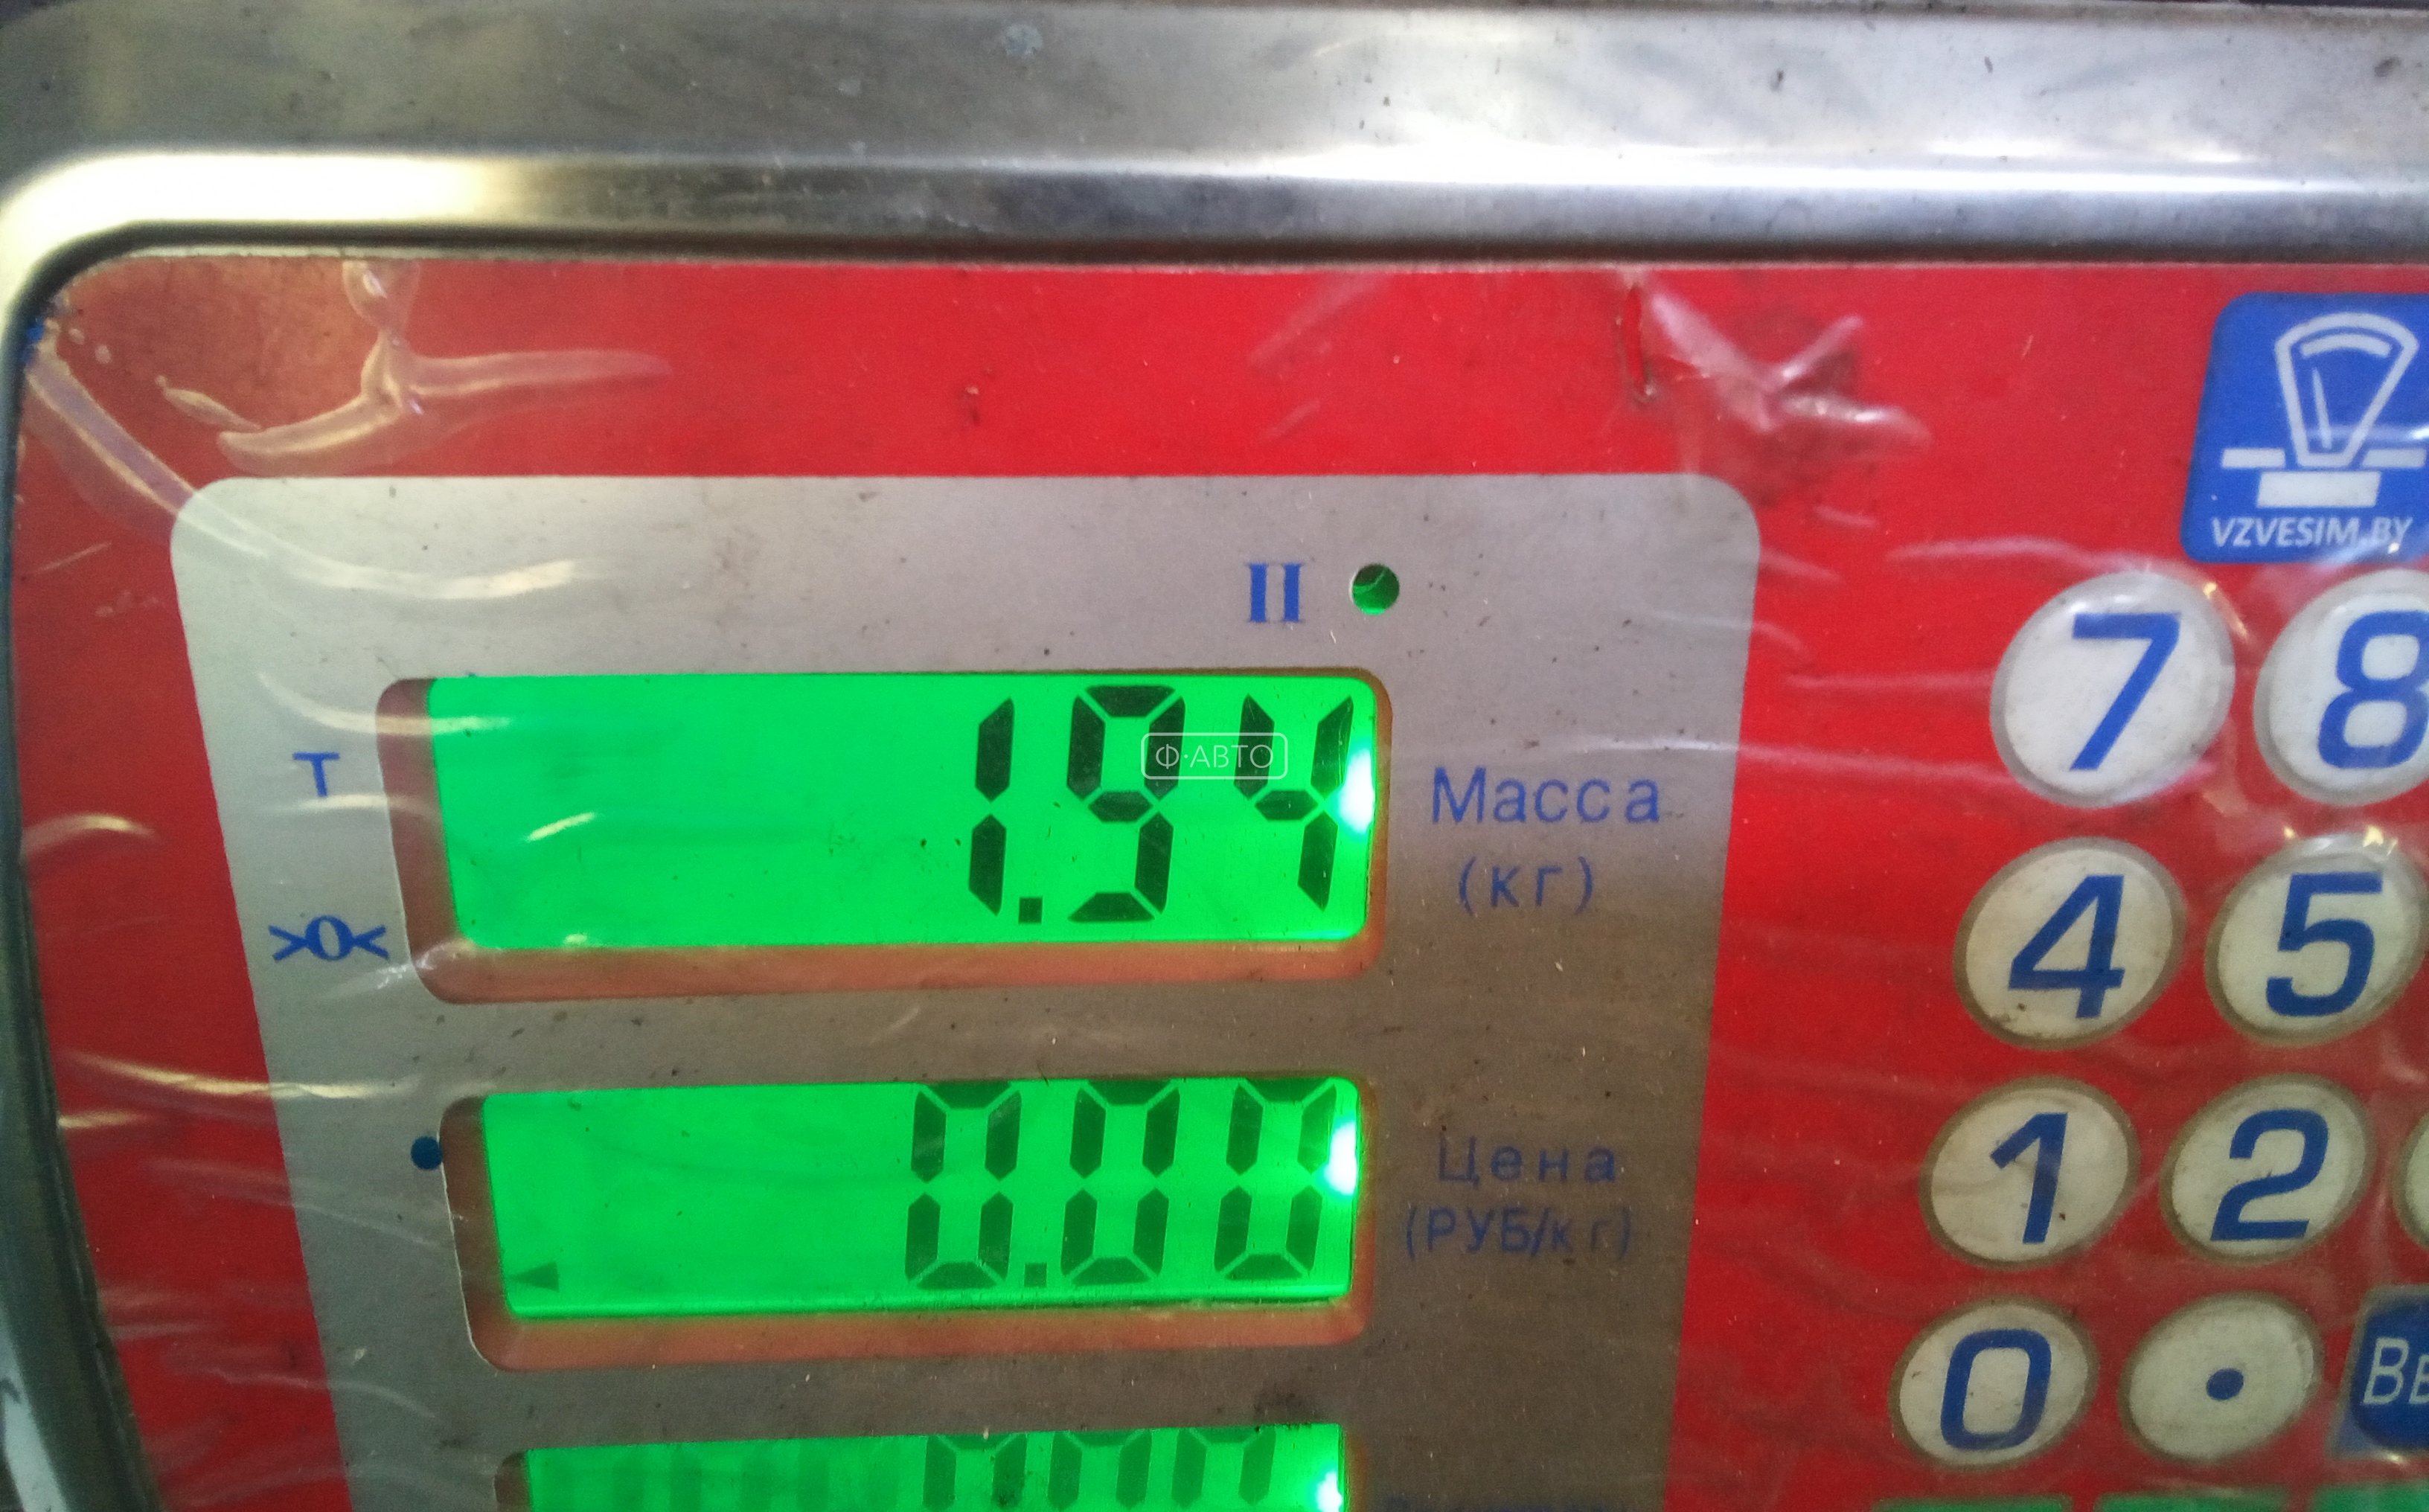 VZVESIM.BY
II
7 8
T
1.94
Ф·АВТО
Масса
(кг)
>0<
4 5
0.00
Цена
(РУБ/кг)
1 2
0 .